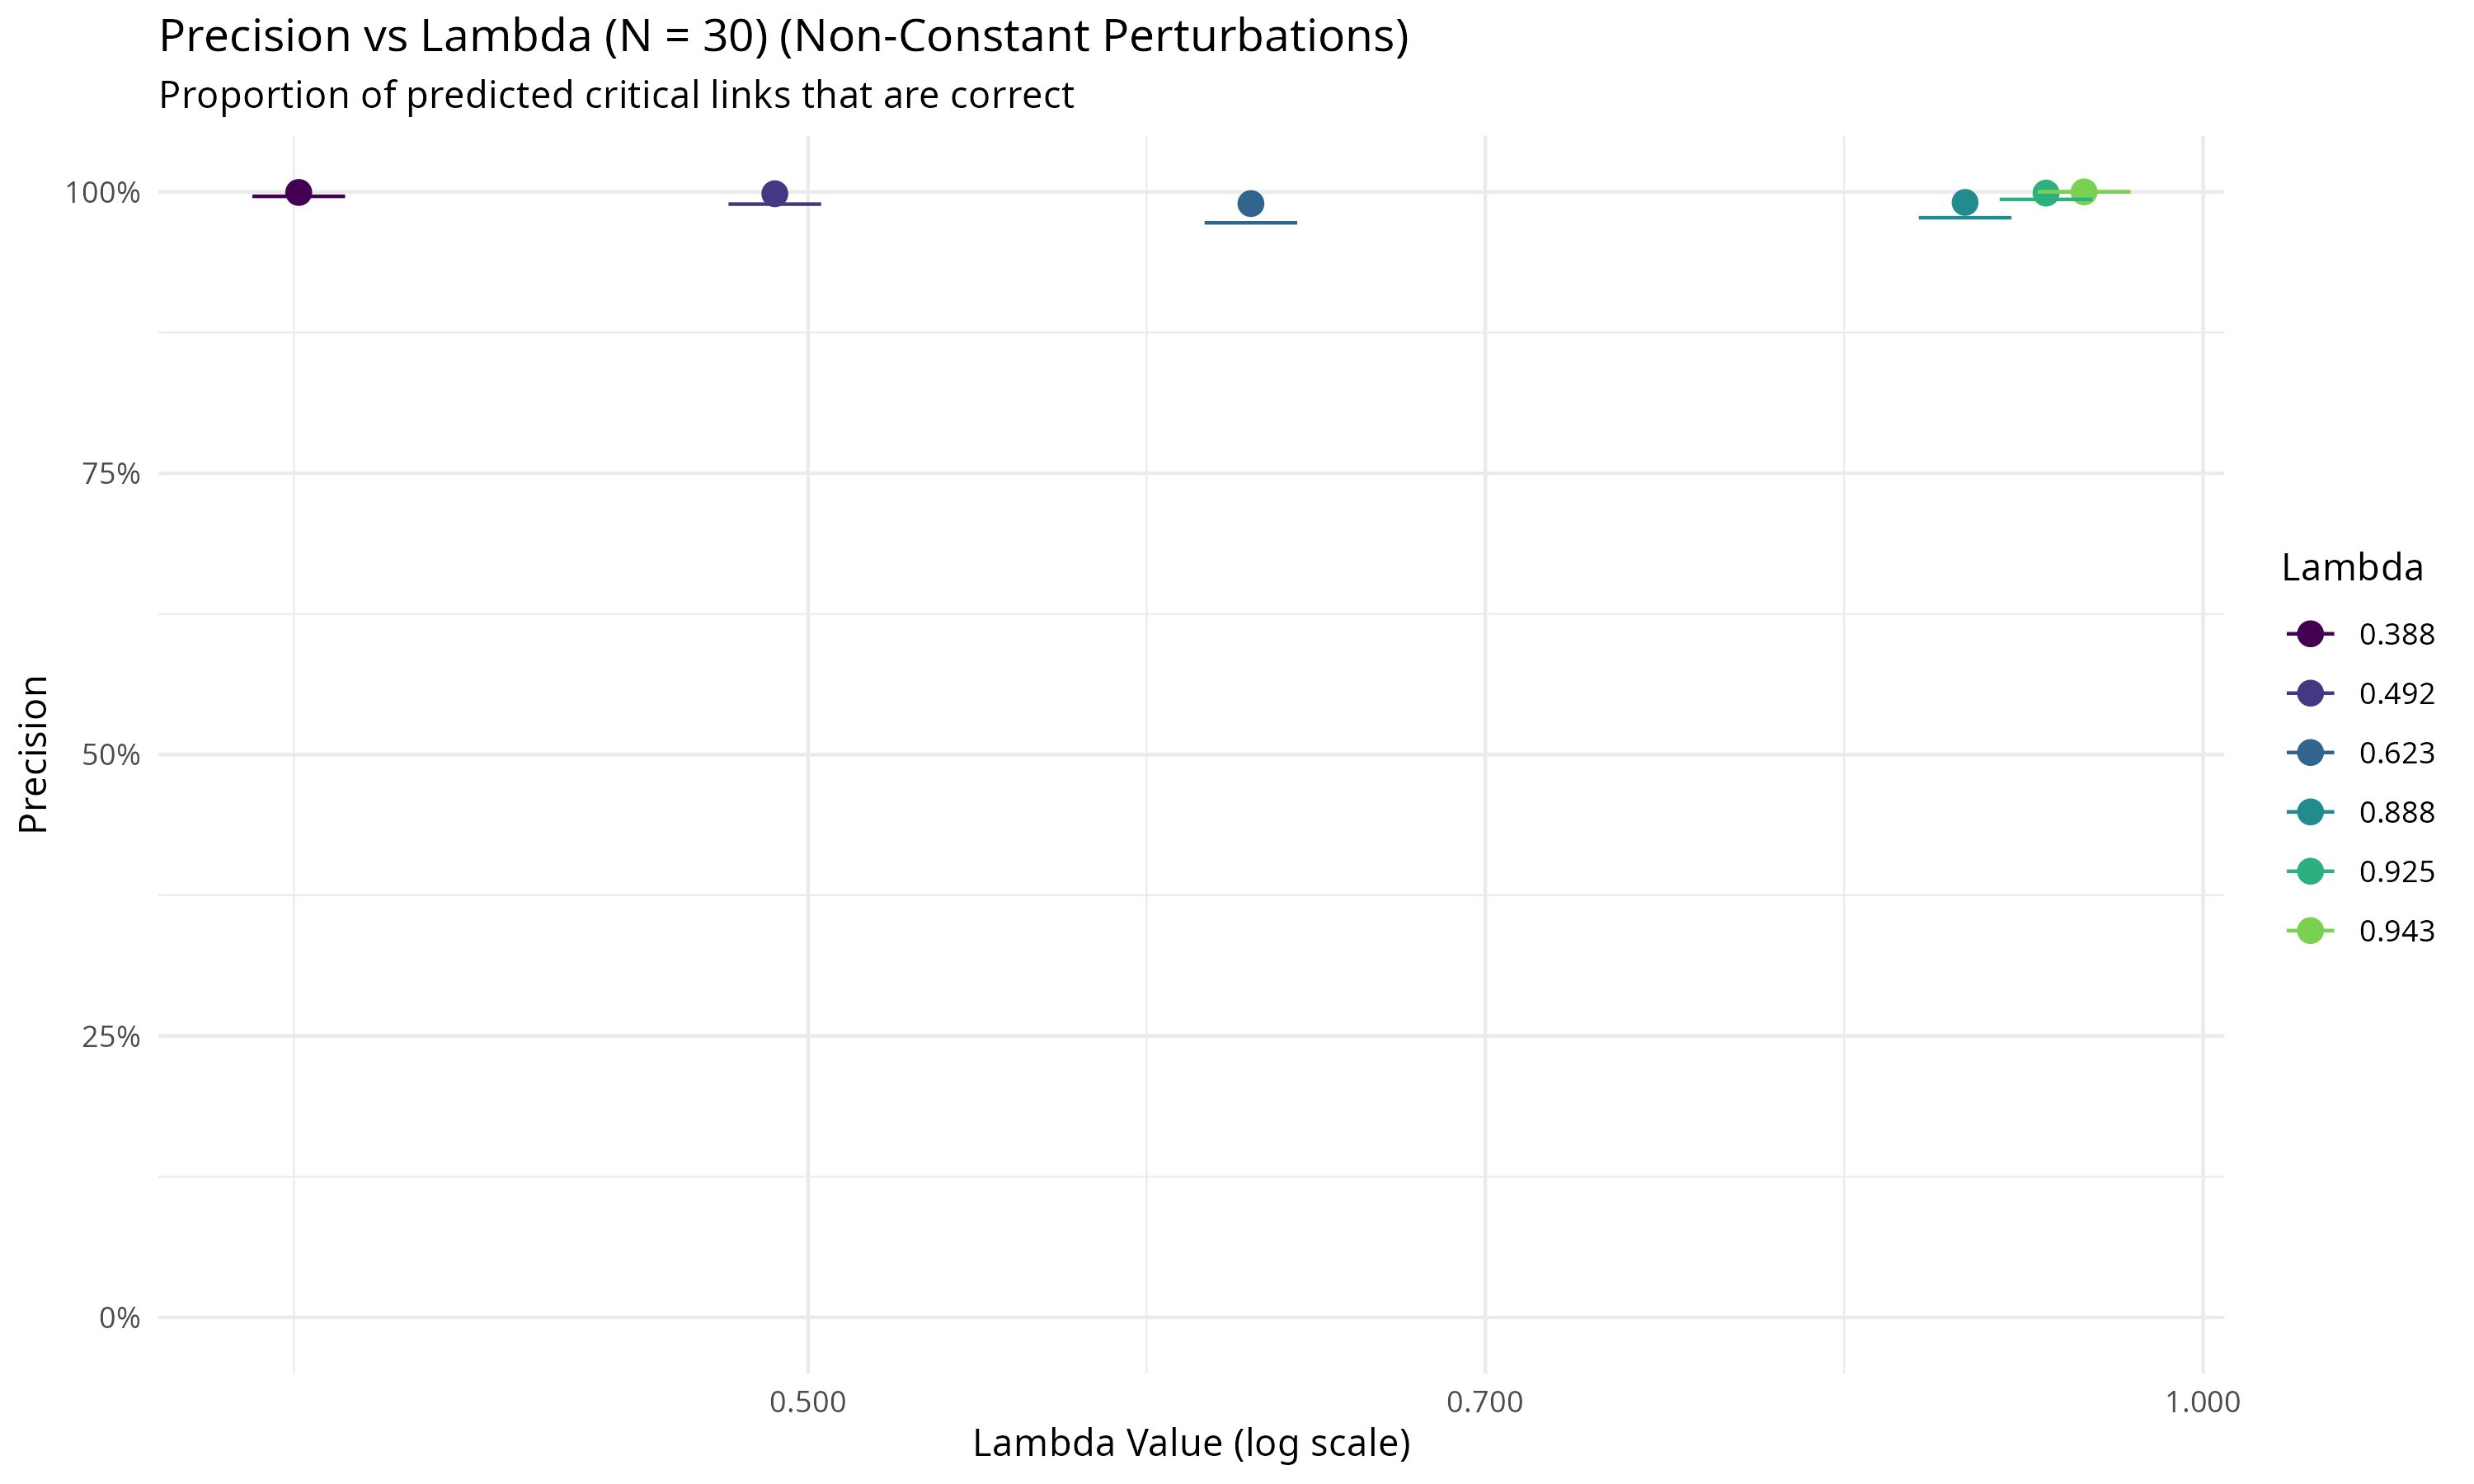 Precision vs Lambda (N = 30) (Non-Constant Perturbations)
Proportion of predicted critical links that are correct
100%
75%
50%
25%
0%
Precision
0.500
0.700
1.000
Lambda Value (log scale)
Lambda
0.388
0.492
0.623
0.888
0.925
0.943